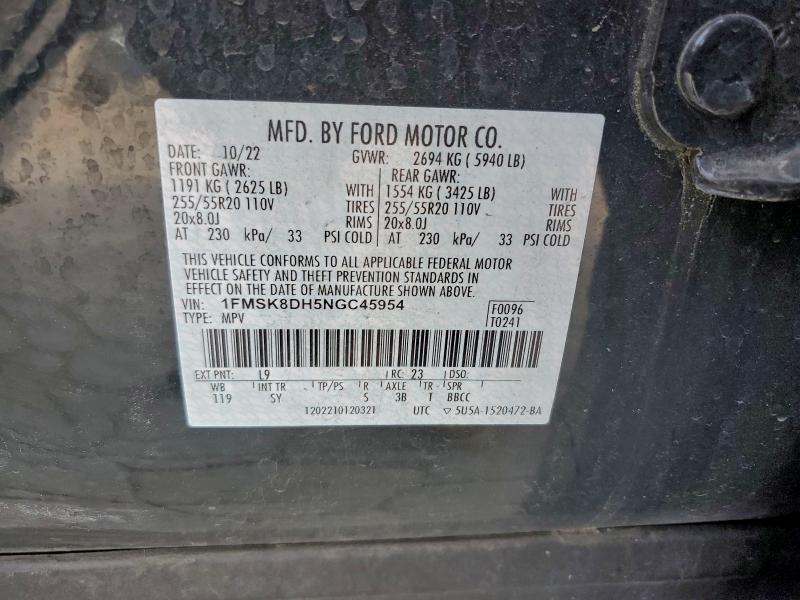 MFD. BY FORD MOTOR CO.
DATE: 10/22 GVWR: 2694 KG ( 5940 LB)
FRONT GAWR: REAR GAWR:
1191 KG ( 2625 LB) WITH 1554 KG ( 3425 LB) WITH
255/55R20 110V TIRES 255/55R20 110V TIRES
20x8.0J RIMS 20x8.0J RIMS
AT 230 kPa/ 33 PSI COLD AT 230 kPa/ 33 PSI COLD
THIS VEHICLE CONFORMS TO ALL APPLICABLE FEDERAL MOTOR
VEHICLE SAFETY AND THEFT PREVENTION STANDARDS IN
EFFECT ON THE DATE OF MANUFACTURE SHOWN ABOVE.
VIN: 1FMSK8DH5NGC45954 F0096
TYPE: MPV T0241
EXT PNT: L9 RC: 23 DSO:
WB INT TR TP/PS R AXLE TR SPR
119 SY S 3B 1 BBCC
1202210120321 UTC ▽ 5U5A-1520472-BA